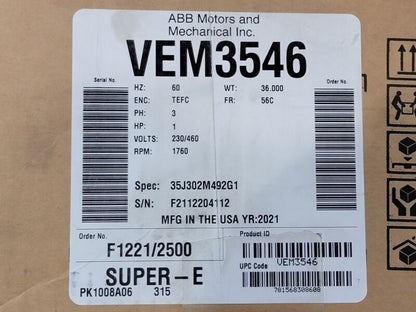 ABB Motors and
Mechanical Inc.
VEM3546
Serial No.
Order No.
HZ: 60 WT: 36.000
ENC: TEFC FR: 56C
PH: 3
HP: 1
VOLTS: 230/460
RPM: 1760
Spec: 35J302M492G1
S/N: F2112204112
MFG IN THE USA YR:2021
Order No.
F1221/2500
Product ID
SUPER-E
UPC Code
VEM3546
PK1008A06 315
781568308608